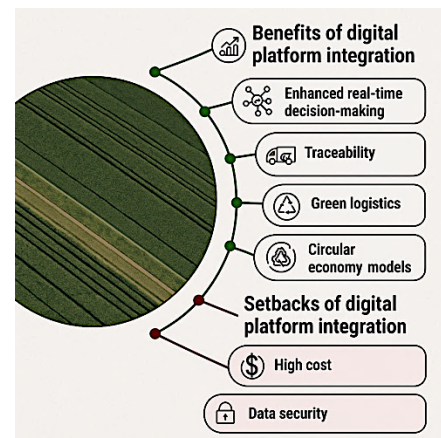 Benefits of digital
platform integration
Enhanced real-time
decision-making
Traceability
Green logistics
Circular
economy models
Setbacks of digital
platform integration
$ High cost
Data security